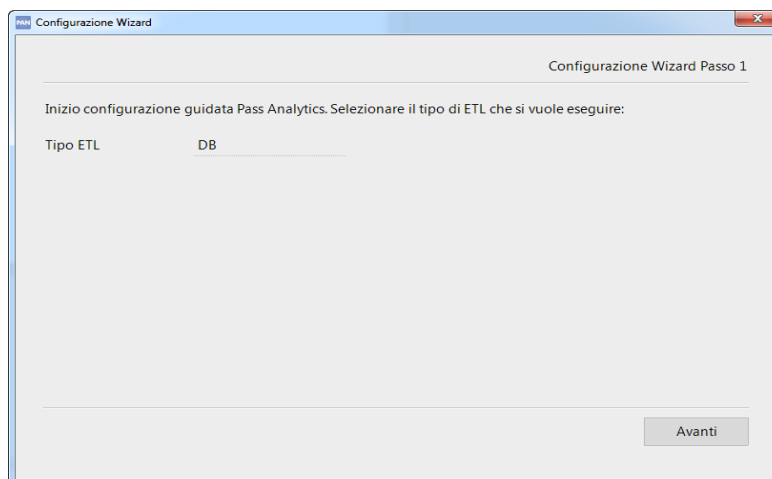 PAN Configurazione Wizard
Configurazione Wizard Passo 1
Inizio configurazione guidata Pass Analytics. Selezionare il tipo di ETL che si vuole eseguire:
Tipo ETL DB
Avanti